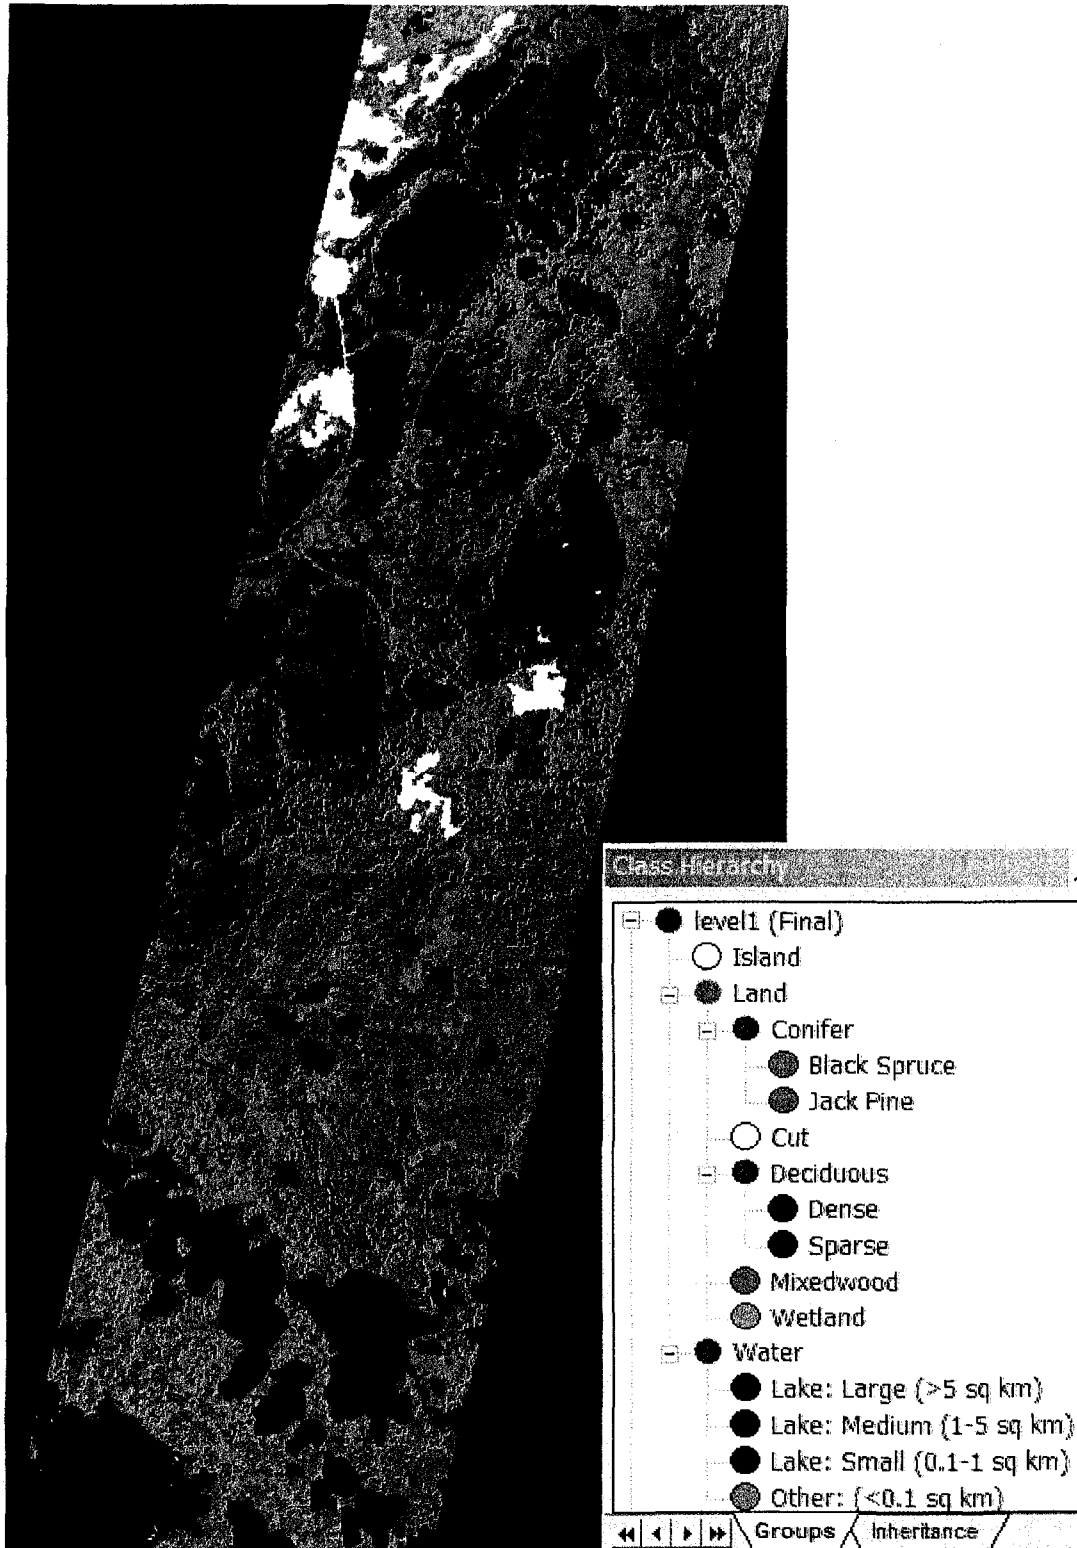 Class Hierarchy
level1 (Final)
Island
Land
Conifer
Black Spruce
Jack Pine
Cut
Deciduous
Dense
Sparse
Mixedwood
Wetland
Water
Lake: Large (>5 sq km)
Lake: Medium (1-5 sq km)
Lake: Small (0.1-1 sq km)
Other: (<0.1 sq km)
Groups Inheritance